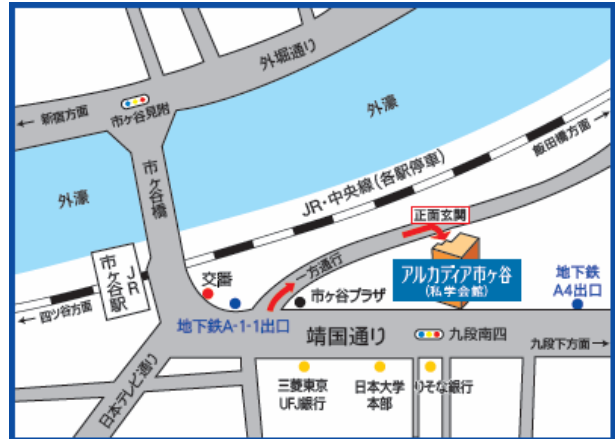 外堀通り
← 新宿方面
市ケ谷見附
外濠
飯田橋方面 →
市ケ谷橋
JR・中央線(各駅停車)
外濠
正面玄関
JR
市ケ谷駅
交番
一方通行
アルカディア市ヶ谷
(私学会館)
地下鉄
A4出口
市ケ谷プラザ
← 四ツ谷方面
地下鉄A-1-1出口
靖国通り
九段南四
九段下方面→
日本テレビ通り
三菱東京
UFJ銀行
日本大学
本部
りそな銀行